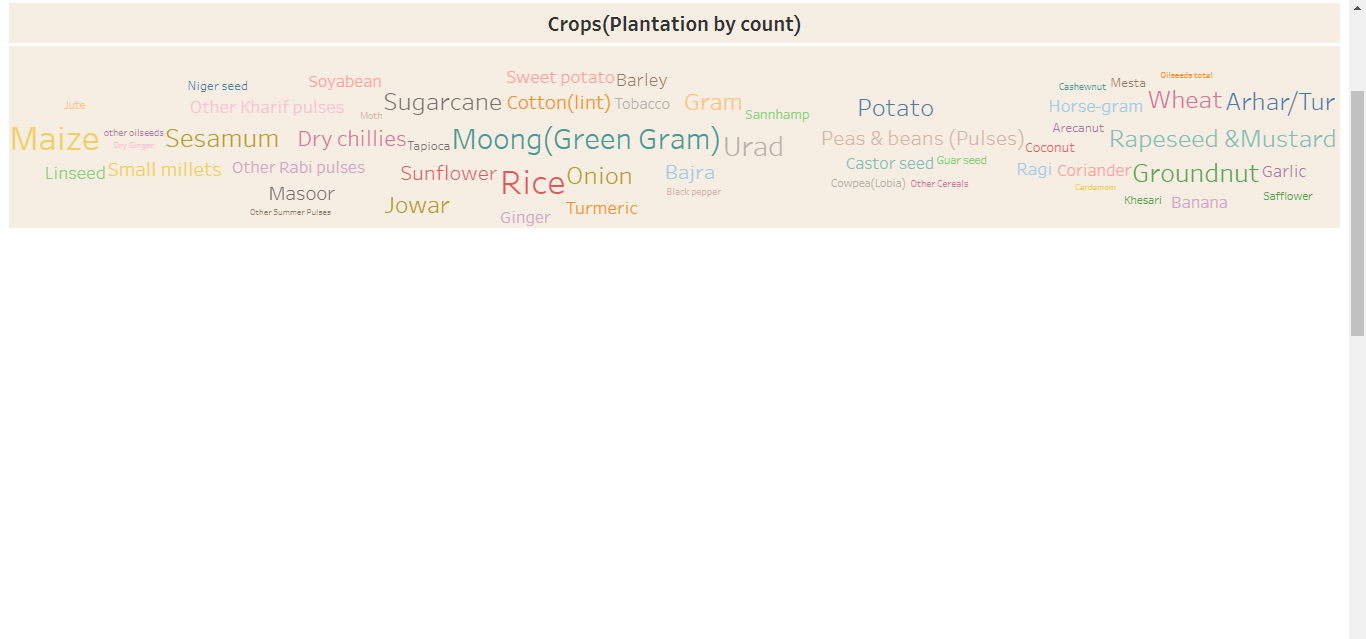 Crops(Plantation by count)
Oilseeds total
Sweet potato
Barley
Soyabean
Niger seed
Cashewnut
Mesta
Jute
Other Kharif pulses
Moth
Sugarcane
Cotton(lint)
Tobacco
Gram
Sannhamp
Potato
Horse-gram
Wheat
Arhar/Tur
Maize
other oilseeds
Dry Ginger
Sesamum
Dry chillies
Tapioca
Moong(Green Gram)
Urad
Peas & beans (Pulses)
Coconut
Arecanut
Rapeseed &Mustard
Linseed
Small millets
Other Rabi pulses
Sunflower
Rice
Onion
Bajra
Black pepper
Castor seed
Guar seed
Cowpea(Lobia)
Other Cereals
Ragi
Coriander
Cardamom
Groundnut
Garlic
Masoor
Other Summer Pulses
Jowar
Ginger
Turmeric
Khesari
Banana
Safflower